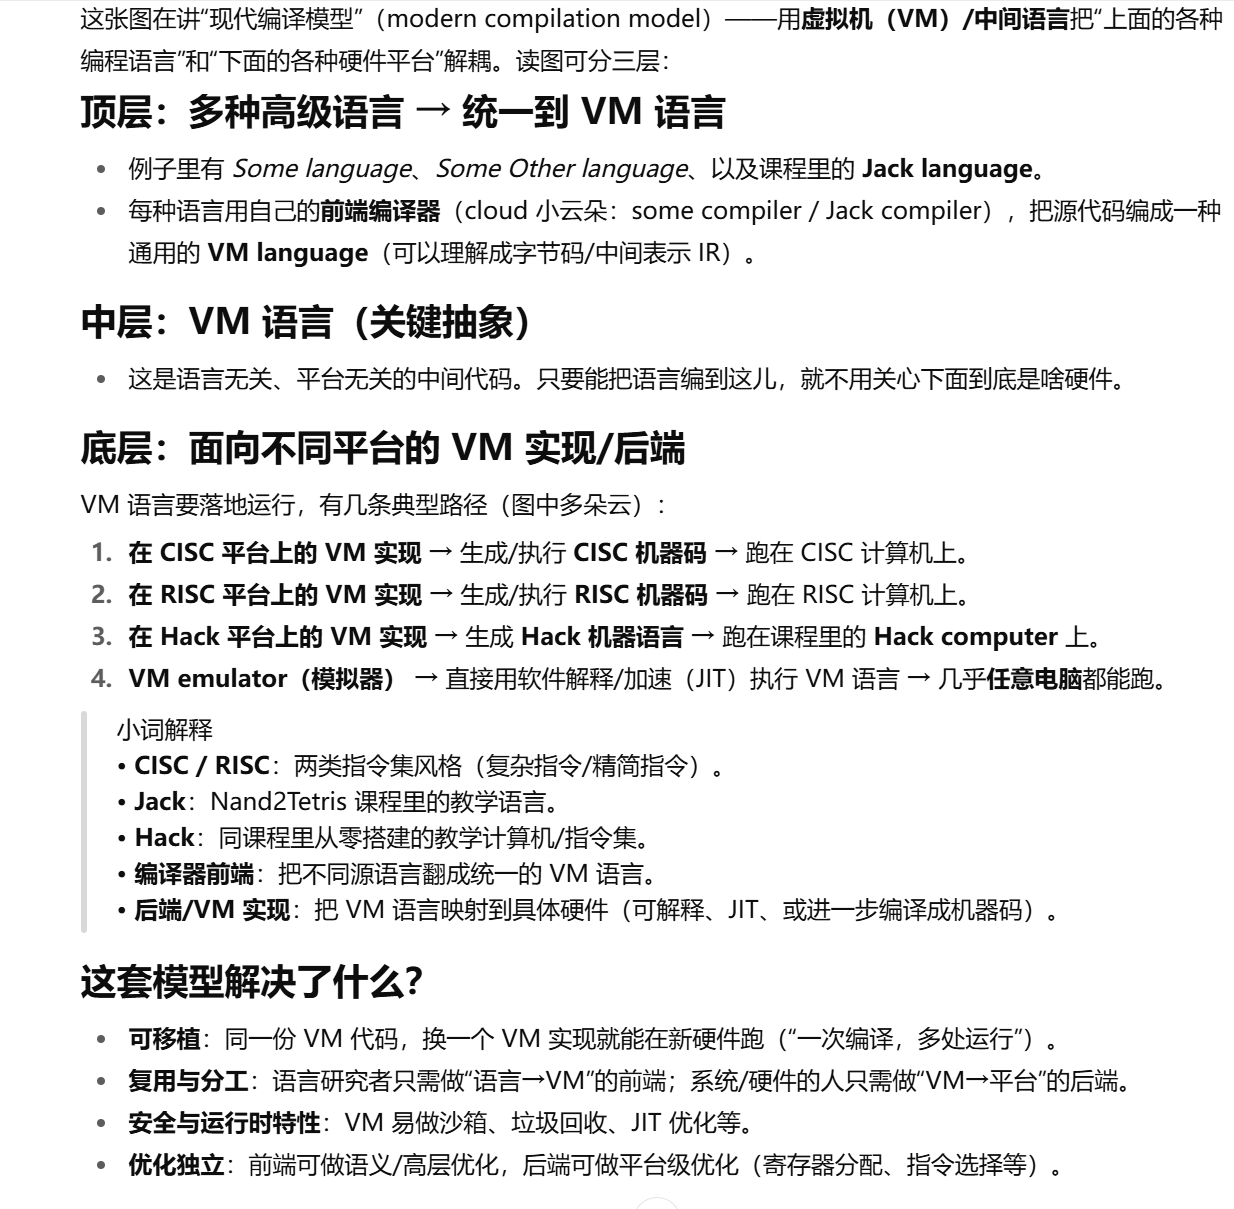 这张图在讲“现代编译模型”（modern compilation model）——用虚拟机（VM）/中间语言把“上面的各种
编程语言”和“下面的各种硬件平台”解耦。读图可分三层：
顶层：多种高级语言 → 统一到 VM 语言
• 例子里有 Some language、Some Other language、以及课程里的 Jack language。
• 每种语言用自己的前端编译器（cloud 小云朵：some compiler / Jack compiler），把源代码编成一种
通用的 VM language（可以理解成字节码/中间表示 IR）。
中层：VM 语言（关键抽象）
• 这是语言无关、平台无关的中间代码。只要能把语言编到这儿，就不用关心下面到底是啥硬件。
底层：面向不同平台的 VM 实现/后端
VM 语言要落地运行，有几条典型路径（图中多朵云）：
1. 在 CISC 平台上的 VM 实现 → 生成/执行 CISC 机器码 → 跑在 CISC 计算机上。
2. 在 RISC 平台上的 VM 实现 → 生成/执行 RISC 机器码 → 跑在 RISC 计算机上。
3. 在 Hack 平台上的 VM 实现 → 生成 Hack 机器语言 → 跑在课程里的 Hack computer 上。
4. VM emulator（模拟器） → 直接用软件解释/加速（JIT）执行 VM 语言 → 几乎任意电脑都能跑。
小词解释
• CISC / RISC：两类指令集风格（复杂指令/精简指令）。
• Jack：Nand2Tetris 课程里的教学语言。
• Hack：同课程里从零搭建的教学计算机/指令集。
• 编译器前端：把不同源语言翻成统一的 VM 语言。
• 后端/VM 实现：把 VM 语言映射到具体硬件（可解释、JIT、或进一步编译成机器码）。
这套模型解决了什么？
• 可移植：同一份 VM 代码，换一个 VM 实现就能在新硬件跑（“一次编译，多处运行”）。
• 复用与分工：语言研究者只需做“语言→VM”的前端；系统/硬件的人只需做“VM→平台”的后端。
• 安全与运行时特性：VM 易做沙箱、垃圾回收、JIT 优化等。
• 优化独立：前端可做语义/高层优化，后端可做平台级优化（寄存器分配、指令选择等）。